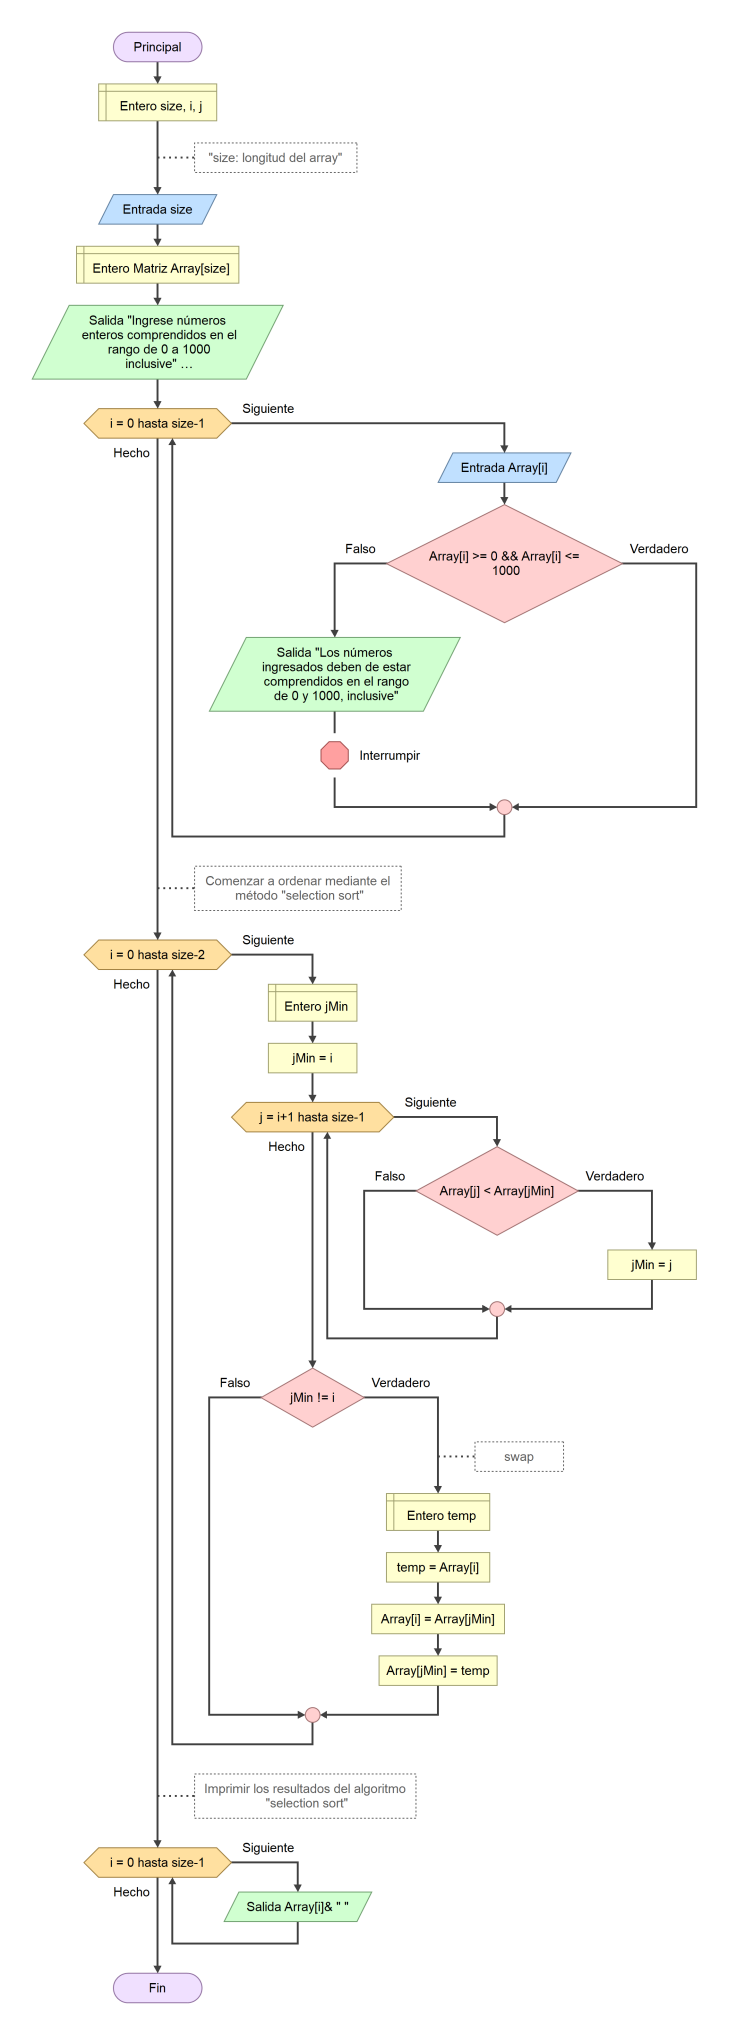 Principal
Entero size, i, j
"size: longitud del array"
Entrada size
Entero Matriz Array[size]
Salida "Ingrese números
enteros comprendidos en el
rango de 0 a 1000
inclusive" ...
i = 0 hasta size-1
Siguiente
Hecho
Entrada Array[i]
Array[i] >= 0 && Array[i] <=
1000
Falso
Verdadero
Salida "Los números
ingresados deben de estar
comprendidos en el rango
de 0 y 1000, inclusive"
Interrumpir
Comenzar a ordenar mediante el
método "selection sort"
i = 0 hasta size-2
Siguiente
Hecho
Entero jMin
jMin = i
j = i+1 hasta size-1
Siguiente
Hecho
Array[j] < Array[jMin]
Falso
Verdadero
jMin = j
jMin != i
Falso
Verdadero
swap
Entero temp
temp = Array[i]
Array[i] = Array[jMin]
Array[jMin] = temp
Imprimir los resultados del algoritmo
"selection sort"
i = 0 hasta size-1
Siguiente
Hecho
Salida Array[i]& " "
Fin